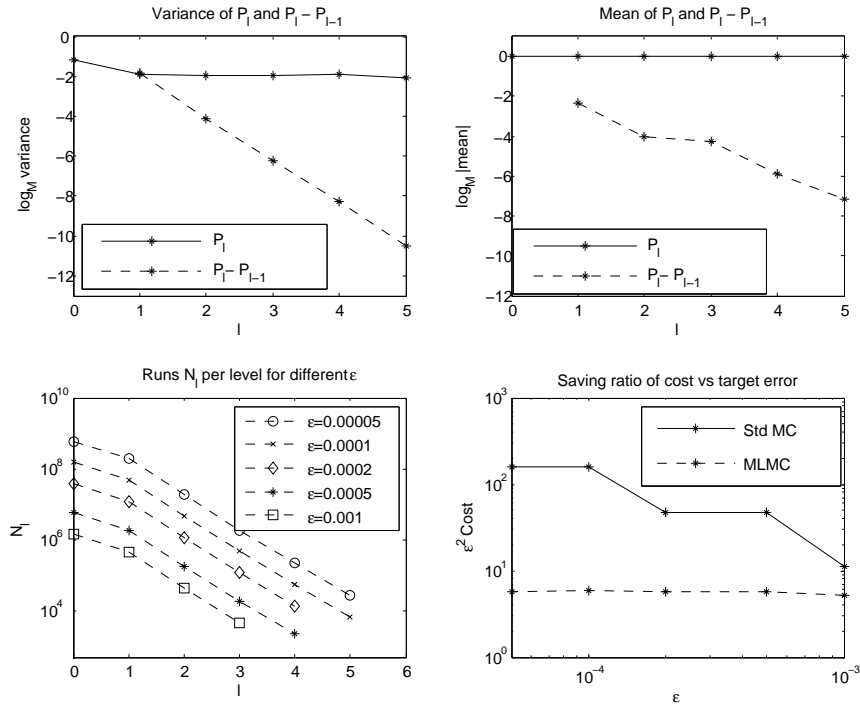 Variance of P_l and P_l − P_{l−1}
0
−2
−4
−6
−8
−10
−12
log_M variance
P_l
P_l − P_{l−1}
0 1 2 3 4 5
l
Mean of P_l and P_l − P_{l−1}
0
−2
−4
−6
−8
−10
−12
log_M |mean|
P_l
P_l − P_{l−1}
0 1 2 3 4 5
l
Runs N_l per level for different ε
10^10
10^8
10^6
10^4
N_l
ε=0.00005
ε=0.0001
ε=0.0002
ε=0.0005
ε=0.001
0 1 2 3 4 5 6
l
Saving ratio of cost vs target error
10^3
10^2
10^1
10^0
ε^2 Cost
Std MC
MLMC
10^−4 10^−3
ε